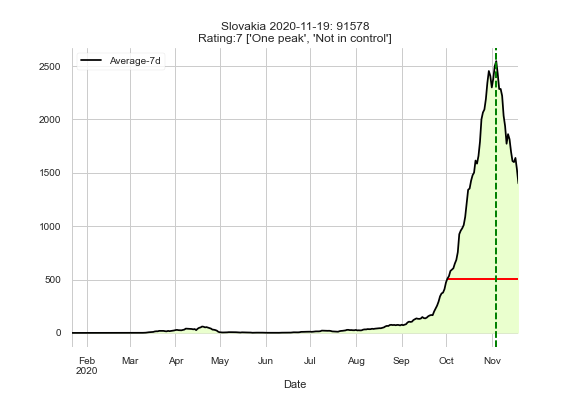 Slovakia 2020-11-19: 91578
Rating:7 ['One peak', 'Not in control']
Average-7d
2500
2000
1500
1000
500
0
Feb Mar Apr May Jun Jul Aug Sep Oct Nov
2020
Date